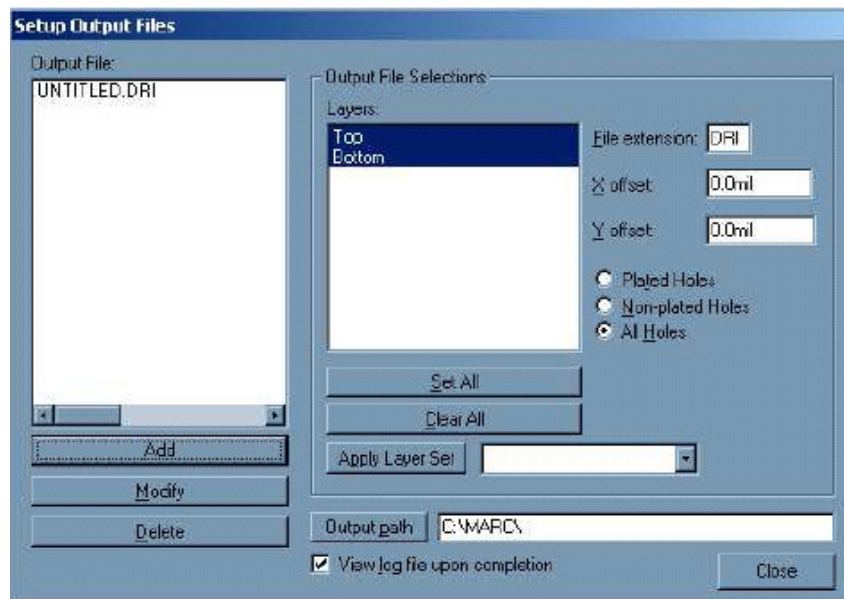 Setup Output Files
Output File:
UNTITLED.DRI
Add
Modify
Delete
Output File Selections
Layers:
Top
Bottom
Set All
Clear All
Apply Layer Set
File extension: DRI
X offset: 0.0mil
Y offset: 0.0mil
Plated Holes
Non-plated Holes
All Holes
Output path C:\MARC\
View log file upon completion
Close